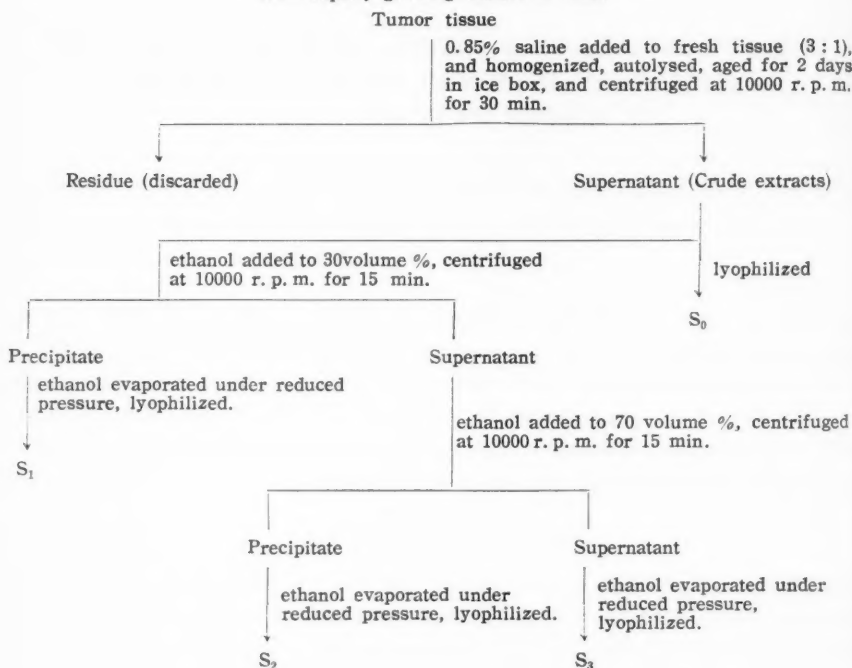 Tumor tissue
0.85% saline added to fresh tissue (3 : 1),
and homogenized, autolysed, aged for 2 days
in ice box, and centrifuged at 10000 r. p. m.
for 30 min.
Residue (discarded)
Supernatant (Crude extracts)
ethanol added to 30volume %, centrifuged
at 10000 r. p. m. for 15 min.
lyophilized
S₀
Precipitate
Supernatant
ethanol evaporated under reduced
pressure, lyophilized.
ethanol added to 70 volume %, centrifuged
at 10000 r. p. m. for 15 min.
S₁
Precipitate
Supernatant
ethanol evaporated under
reduced pressure, lyophilized.
ethanol evaporated under
reduced pressure,
lyophilized.
S₂
S₃